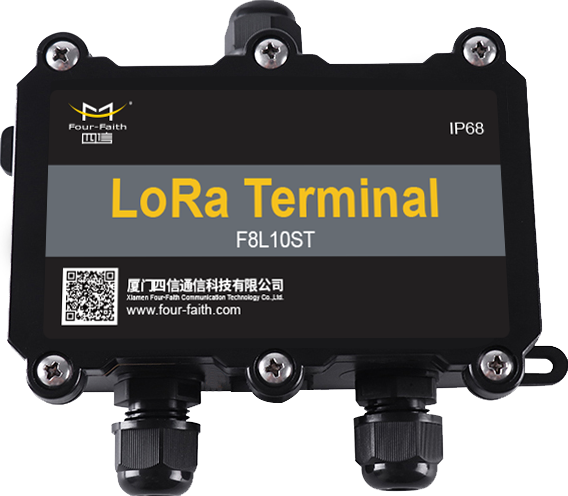 Four-Faith
四信
IP68
LoRa Terminal
F8L10ST
厦门四信通信科技有限公司
Xiamen Four-Faith Communication Technology Co.,Ltd.
www.four-faith.com